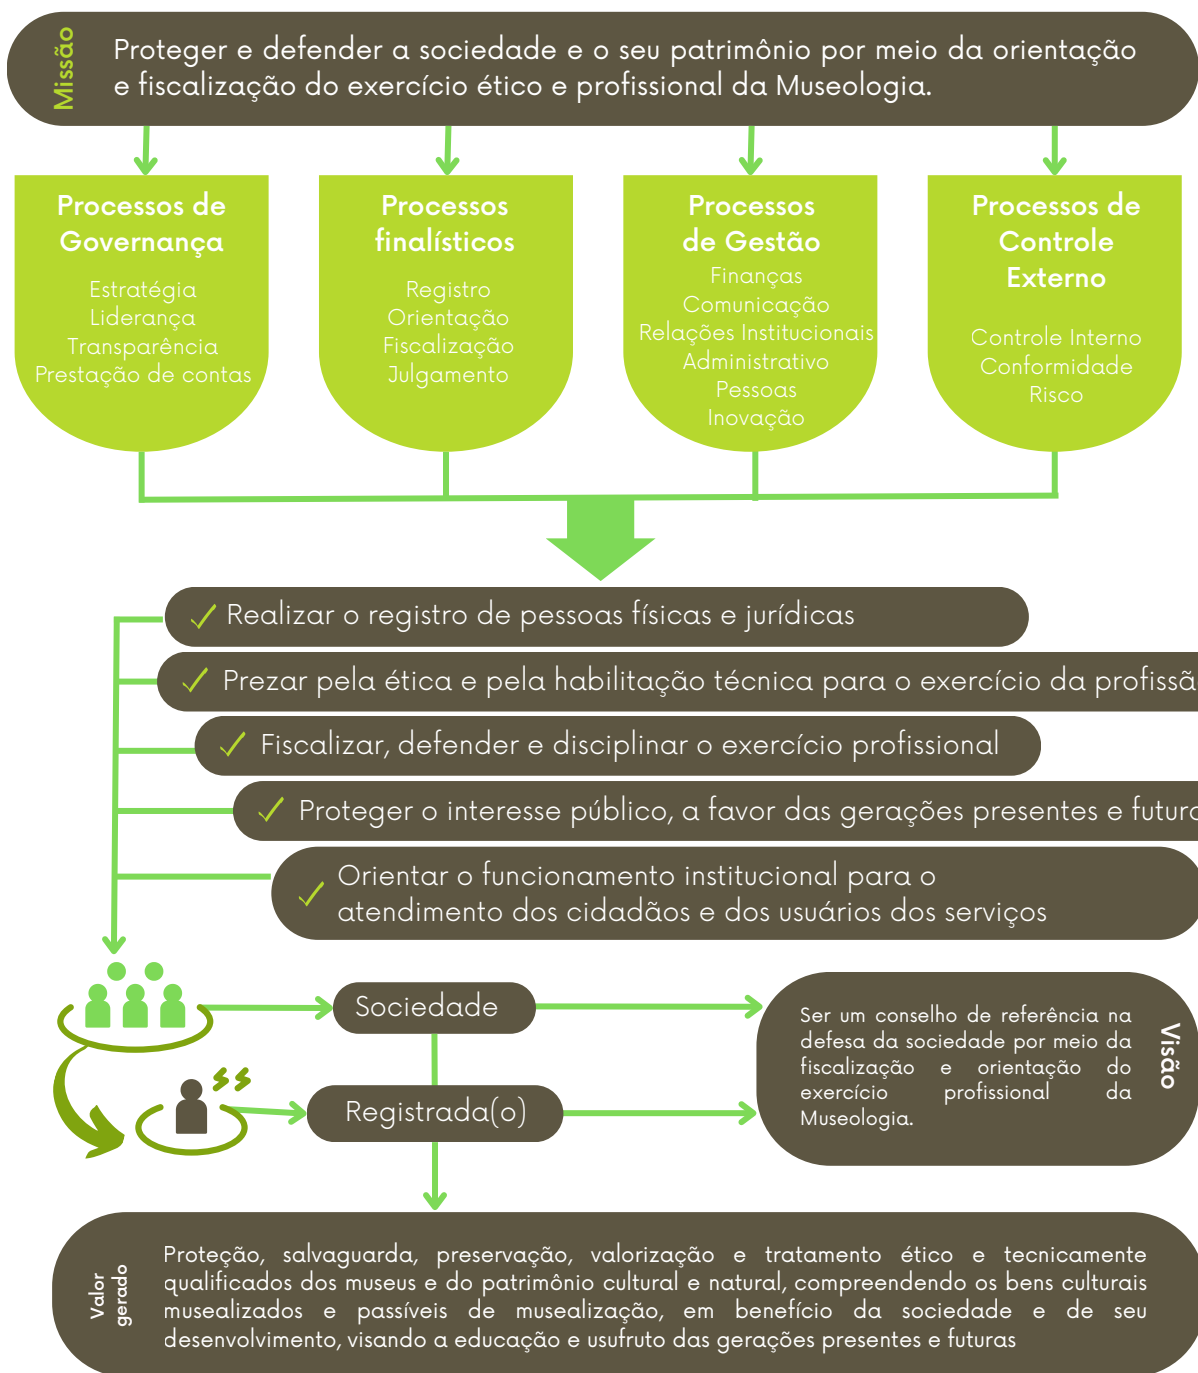 Missão
Proteger e defender a sociedade e o seu patrimônio por meio da orientação
e fiscalização do exercício ético e profissional da Museologia.
Processos de
Governança
Estratégia
Liderança
Transparência
Prestação de contas
Processos
finalísticos
Registro
Orientação
Fiscalização
Julgamento
Processos
de Gestão
Finanças
Comunicação
Relações Institucionais
Administrativo
Pessoas
Inovação
Processos de
Controle
Externo
Controle Interno
Conformidade
Risco
Realizar o registro de pessoas físicas e jurídicas
Prezar pela ética e pela habilitação técnica para o exercício da profissã
Fiscalizar, defender e disciplinar o exercício profissional
Proteger o interesse público, a favor das gerações presentes e futura
Orientar o funcionamento institucional para o
atendimento dos cidadãos e dos usuários dos serviços
Sociedade
Registrada(o)
Ser um conselho de referência na
defesa da sociedade por meio da
fiscalização e orientação do
exercício profissional da
Museologia.
Visão
Valor
gerado
Proteção, salvaguarda, preservação, valorização e tratamento ético e tecnicamente
qualificados dos museus e do patrimônio cultural e natural, compreendendo os bens culturais
musealizados e passíveis de musealização, em benefício da sociedade e de seu
desenvolvimento, visando a educação e usufruto das gerações presentes e futuras